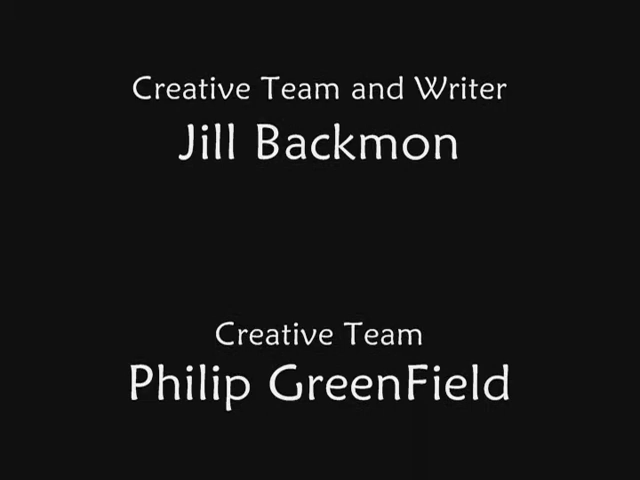 Creative Team and Writer
Jill Backmon
Creative Team
Philip GreenField